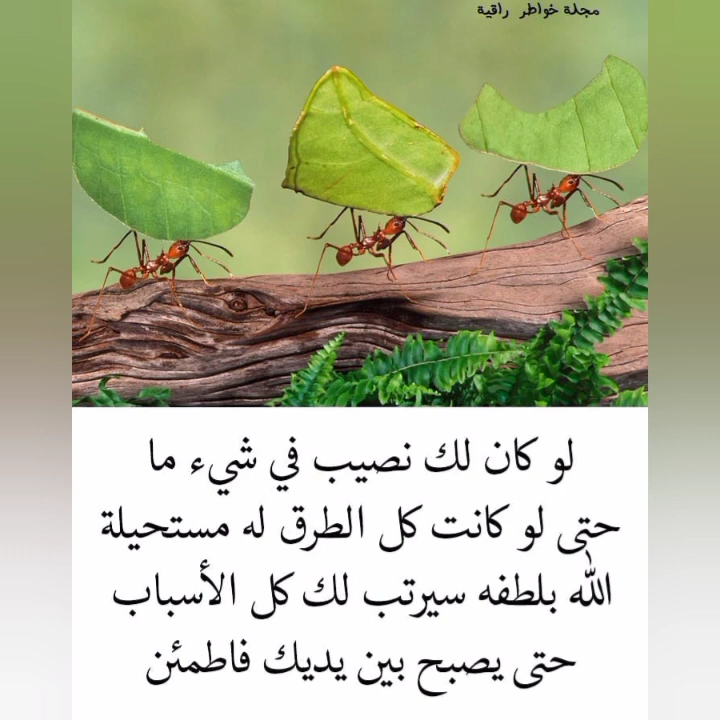 مجلة خواطر راقية
لو كان لك نصيب في شيء ما
حتى لو كانت كل الطرق له مستحيلة
الله بلطفه سيرتب لك كل الأسباب
حتى يصبح بين يديك فاطمئن